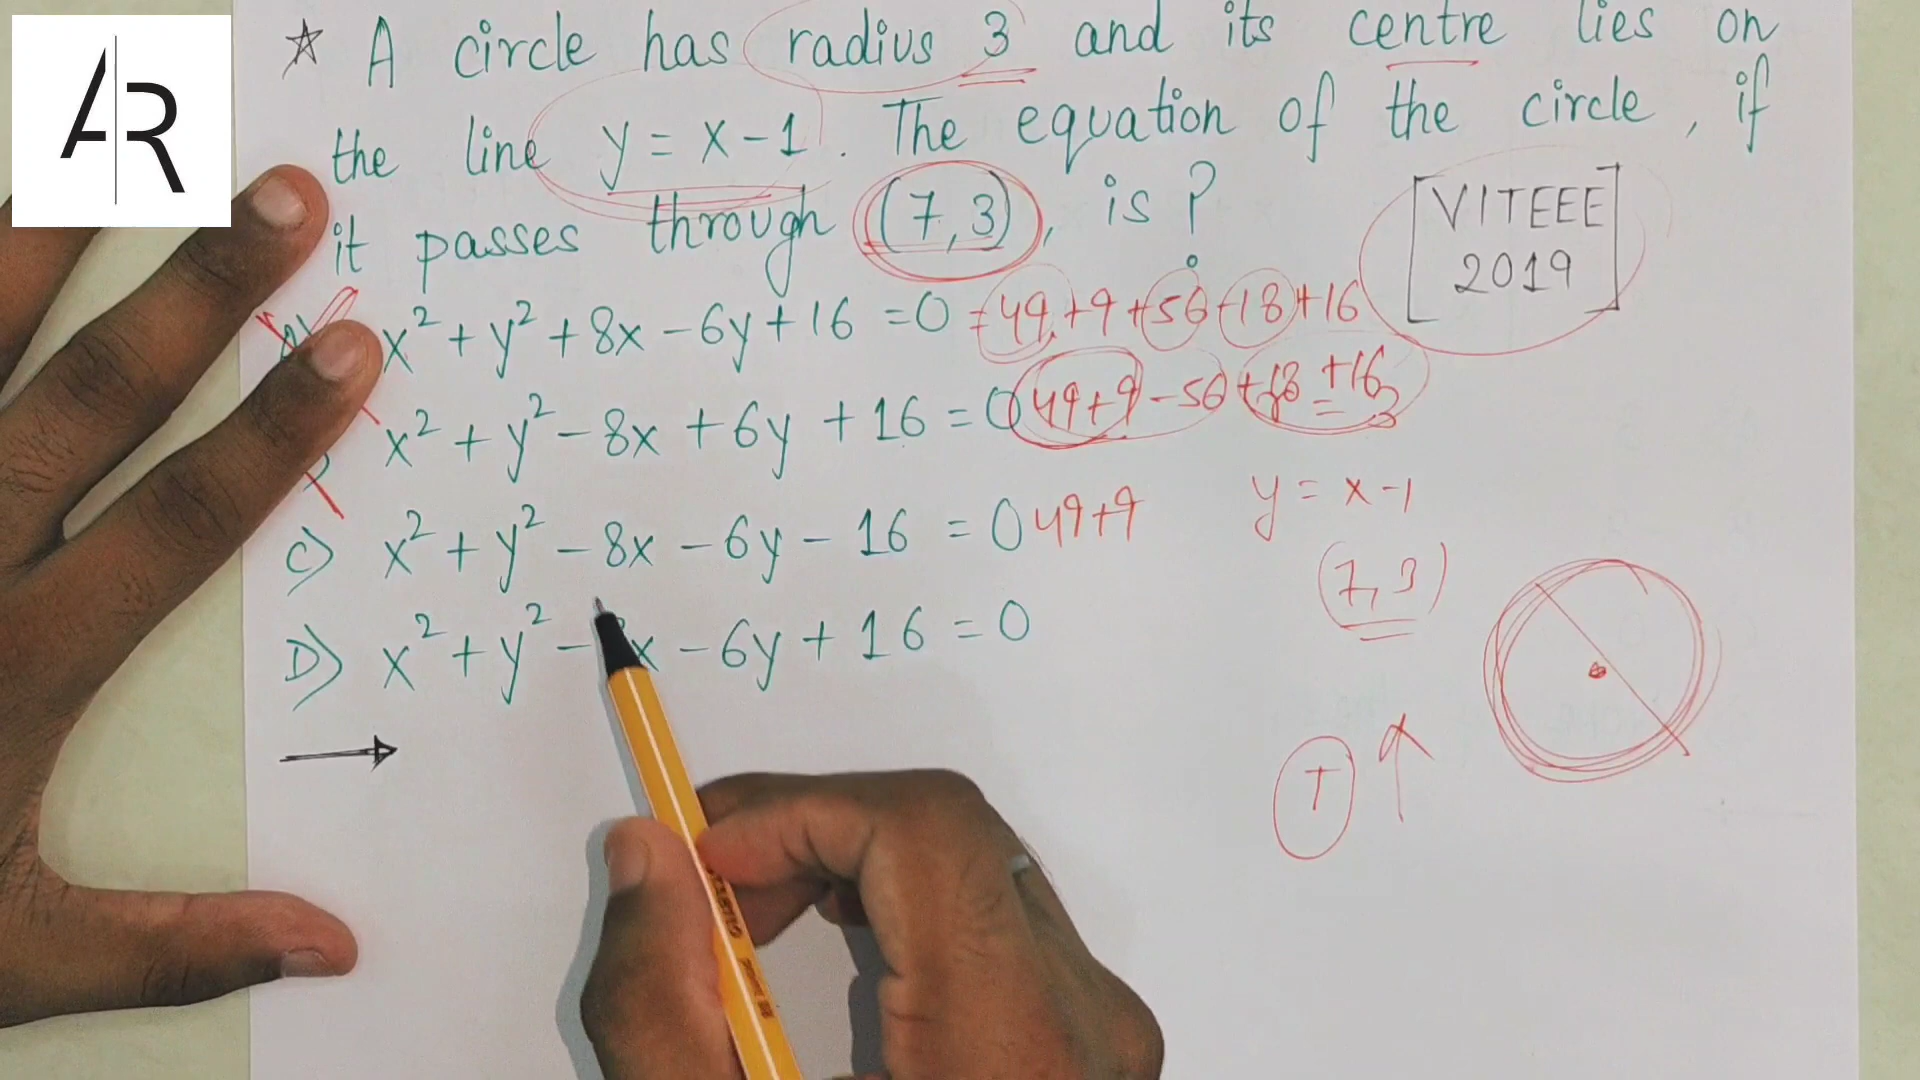 AR
☆ A circle has radius 3 and its centre lies on
the line y = x - 1. The equation of the circle, if
it passes through (7,3), is ?
[VITEEE 2019]
x² + y² + 8x - 6y + 16 = 0 = 49+9+56-18+16
x² + y² - 8x + 6y + 16 = 0 49+9-56+18+16
C) x² + y² - 8x - 6y - 16 = 0 49+9
D) x² + y² - x - 6y + 16 = 0
y = x - 1
(7,3)
T